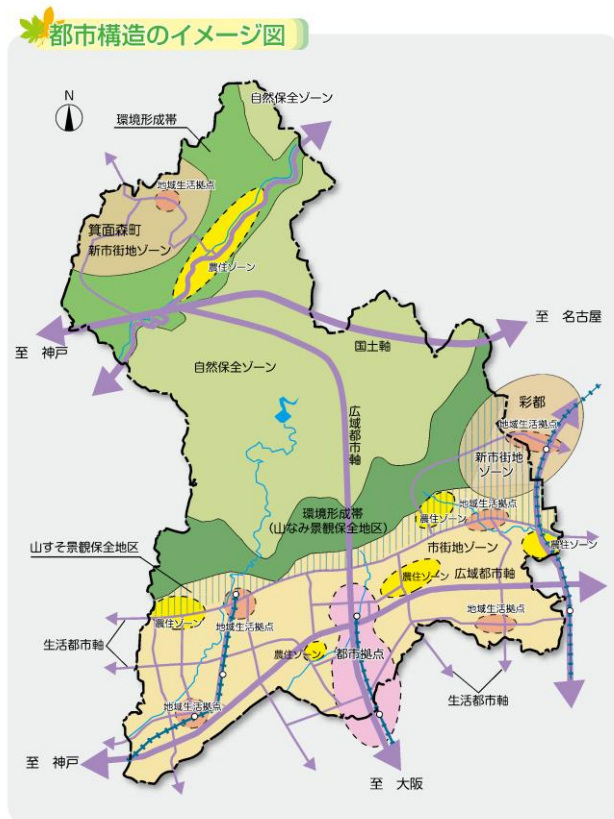 都市構造のイメージ図
N
自然保全ゾーン
環境形成帯
地域生活拠点
箕面森町
新市街地ゾーン
農住ゾーン
至 名古屋
至 神戸
国土軸
自然保全ゾーン
彩都
広域都市軸
地域生活拠点
新市街地
ゾーン
地域生活拠点
環境形成帯
(山なみ景観保全地区)
農住ゾーン
山すそ景観保全地区
市街地ゾーン
農住ゾーン
農住ゾーン
広域都市軸
農住ゾーン
地域生活拠点
地域生活拠点
生活都市軸
農住ゾーン
都市拠点
生活都市軸
地域生活拠点
至 神戸
至 大阪